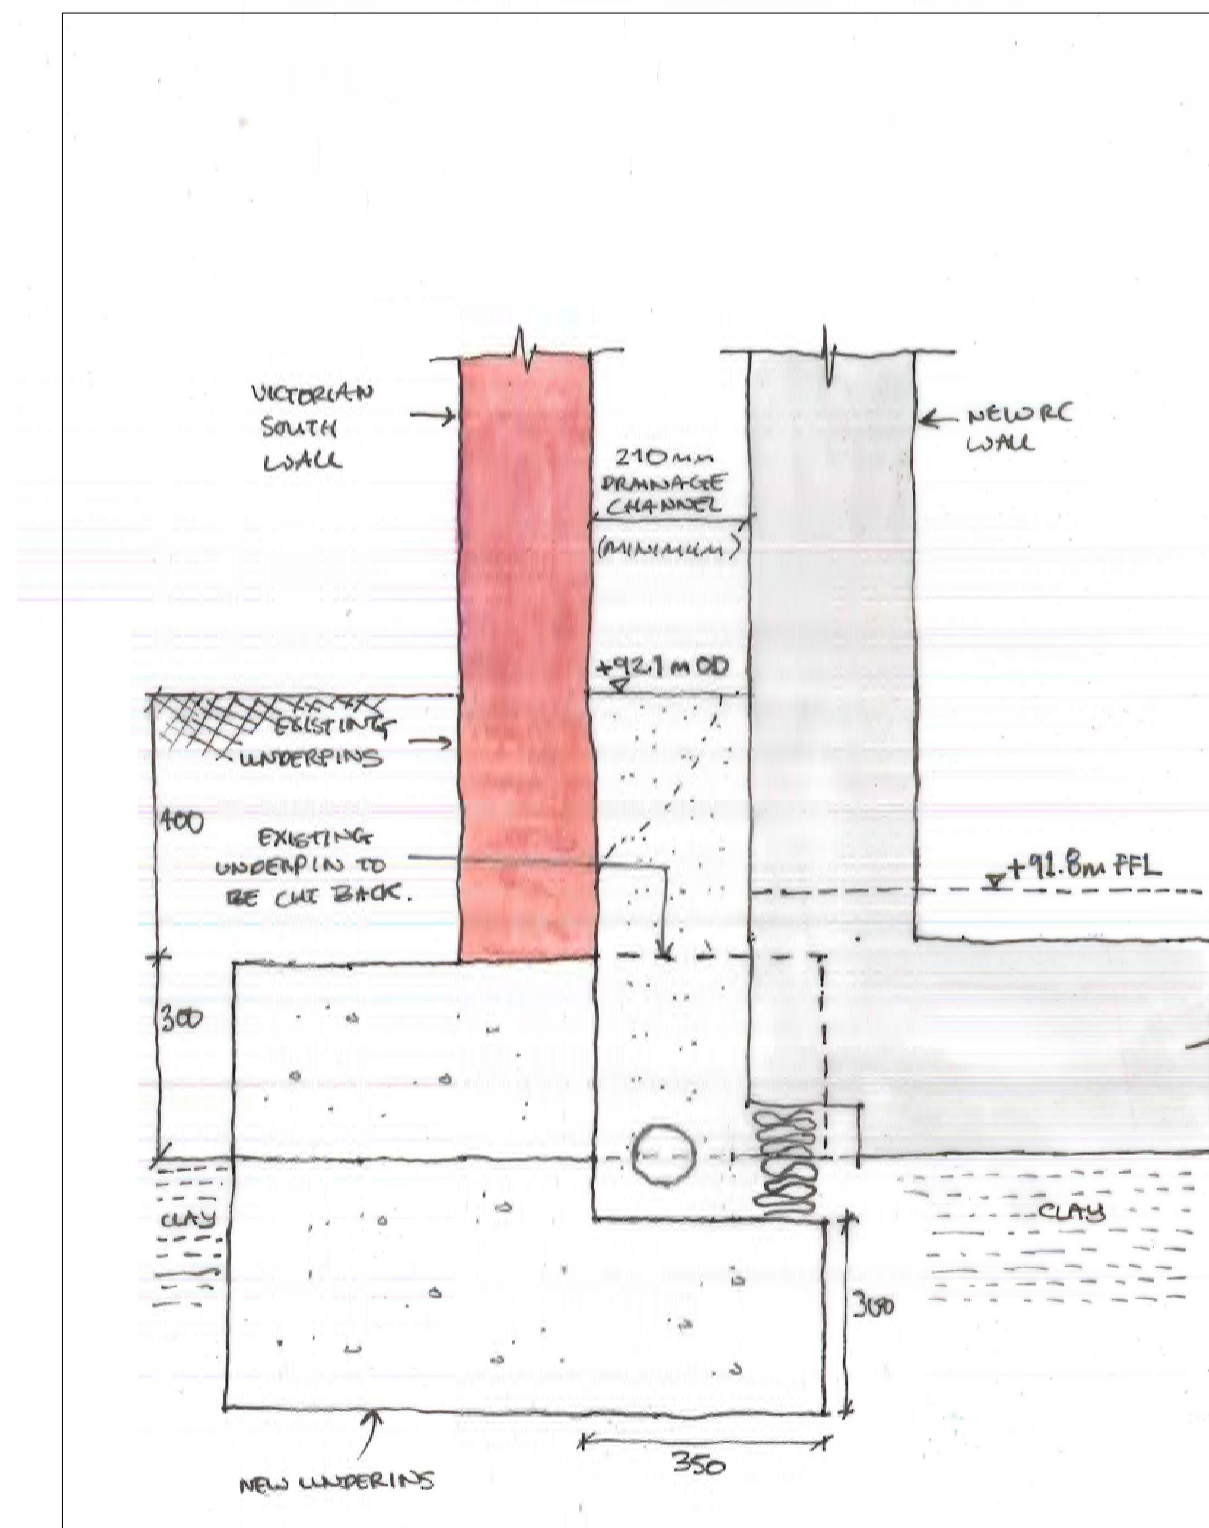 VICTORIAN
SOUTH
WALL
NEW RC
WALL
210mm
DRAINAGE
CHANNEL
(MINIMUM)
+92.1m OD
EXISTING
UNDERPINS
400
EXISTING
UNDERPIN TO
BE CUT BACK.
+91.8m FFL
300
CLAY
CLAY
300
350
NEW UNDERINS